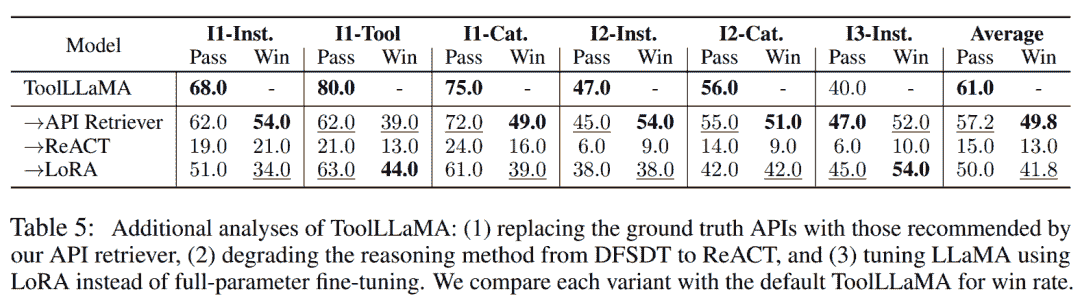 Model I1-Inst. I1-Tool I1-Cat. I2-Inst. I2-Cat. I3-Inst. Average
Pass Win Pass Win Pass Win Pass Win Pass Win Pass Win Pass Win
ToolLLaMA 68.0 - 80.0 - 75.0 - 47.0 - 56.0 - 40.0 - 61.0 -
→API Retriever 62.0 54.0 62.0 39.0 72.0 49.0 45.0 54.0 55.0 51.0 47.0 52.0 57.2 49.8
→ReACT 19.0 21.0 21.0 13.0 24.0 16.0 6.0 9.0 14.0 9.0 6.0 10.0 15.0 13.0
→LoRA 51.0 34.0 63.0 44.0 61.0 39.0 38.0 38.0 42.0 42.0 45.0 54.0 50.0 41.8
Table 5: Additional analyses of ToolLLaMA: (1) replacing the ground truth APIs with those recommended by
our API retriever, (2) degrading the reasoning method from DFSDT to ReACT, and (3) tuning LLaMA using
LoRA instead of full-parameter fine-tuning. We compare each variant with the default ToolLLaMA for win rate.